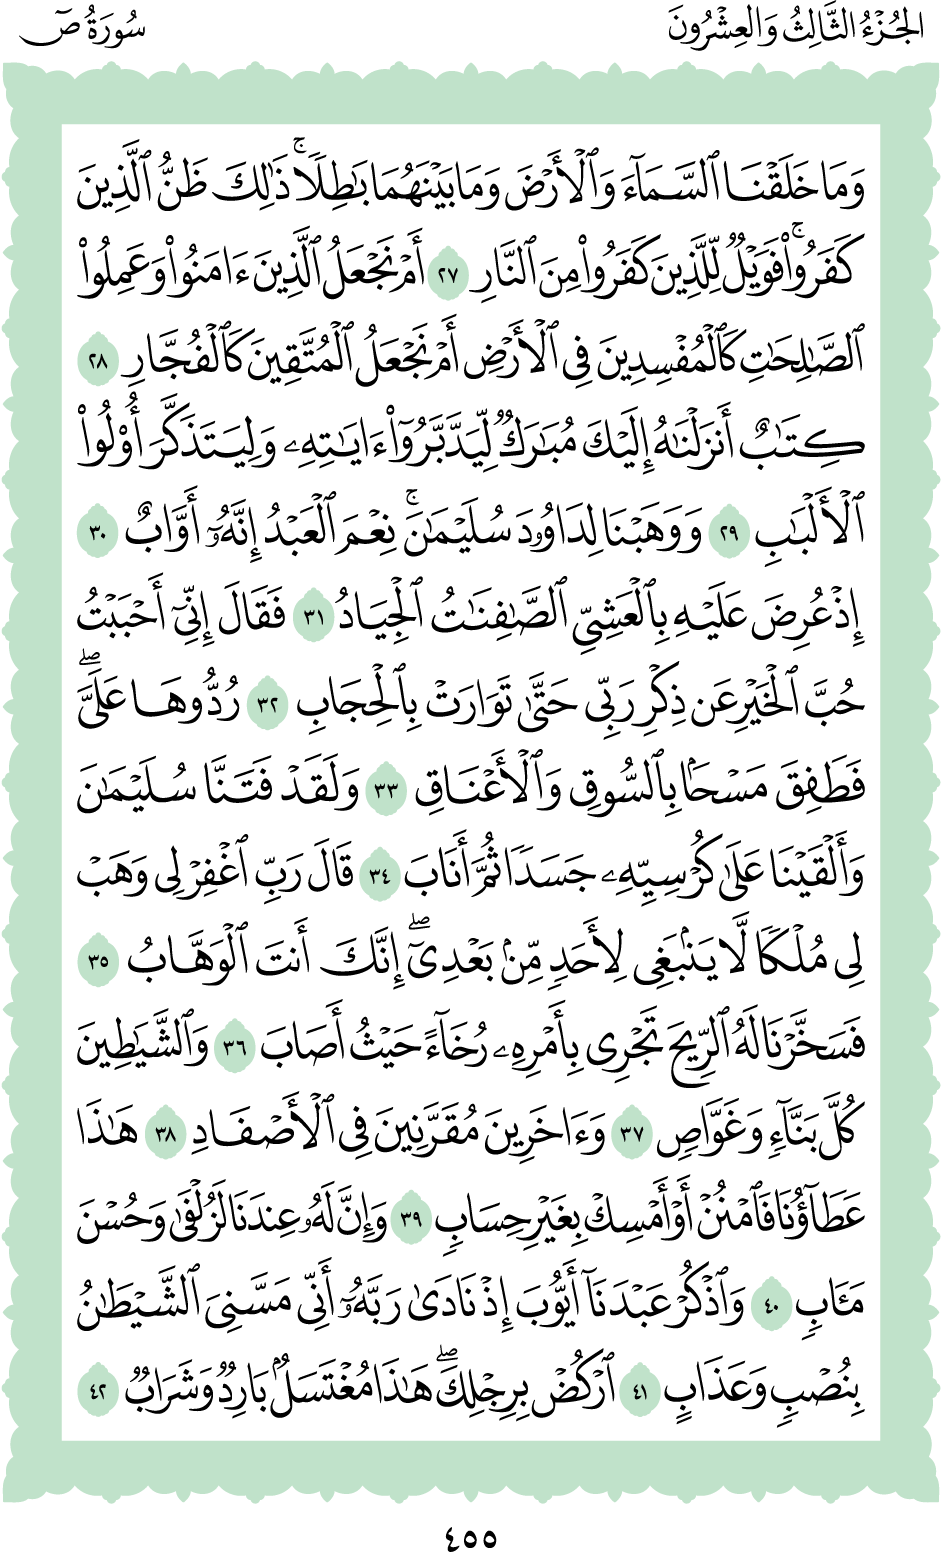 الجُزْءُ الثَّالِثُ وَالْعِشْرُونَ
سُورَةُ صٓ
وَمَا خَلَقۡنَا ٱلسَّمَآءَ وَٱلۡأَرۡضَ وَمَا بَيۡنَهُمَا بَٰطِلٗاۚ ذَٰلِكَ ظَنُّ ٱلَّذِينَ
كَفَرُواْۚ فَوَيۡلٞ لِّلَّذِينَ كَفَرُواْ مِنَ ٱلنَّارِ ٢٧ أَمۡ نَجۡعَلُ ٱلَّذِينَ ءَامَنُواْ وَعَمِلُواْ
ٱلصَّٰلِحَٰتِ كَٱلۡمُفۡسِدِينَ فِي ٱلۡأَرۡضِ أَمۡ نَجۡعَلُ ٱلۡمُتَّقِينَ كَٱلۡفُجَّارِ ٢٨
كِتَٰبٌ أَنزَلۡنَٰهُ إِلَيۡكَ مُبَٰرَكٞ لِّيَدَّبَّرُوٓاْ ءَايَٰتِهِۦ وَلِيَتَذَكَّرَ أُوْلُواْ
ٱلۡأَلۡبَٰبِ ٢٩ وَوَهَبۡنَا لِدَاوُۥدَ سُلَيۡمَٰنَۚ نِعۡمَ ٱلۡعَبۡدُ إِنَّهُۥٓ أَوَّابٌ ٣٠
إِذۡ عُرِضَ عَلَيۡهِ بِٱلۡعَشِيِّ ٱلصَّٰفِنَٰتُ ٱلۡجِيَادُ ٣١ فَقَالَ إِنِّيٓ أَحۡبَبۡتُ
حُبَّ ٱلۡخَيۡرِ عَن ذِكۡرِ رَبِّي حَتَّىٰ تَوَارَتۡ بِٱلۡحِجَابِ ٣٢ رُدُّوهَا عَلَيَّۖ
فَطَفِقَ مَسۡحَۢا بِٱلسُّوقِ وَٱلۡأَعۡنَاقِ ٣٣ وَلَقَدۡ فَتَنَّا سُلَيۡمَٰنَ
وَأَلۡقَيۡنَا عَلَىٰ كُرۡسِيِّهِۦ جَسَدٗا ثُمَّ أَنَابَ ٣٤ قَالَ رَبِّ ٱغۡفِرۡ لِي وَهَبۡ
لِي مُلۡكٗا لَّا يَنۢبَغِي لِأَحَدٖ مِّنۢ بَعۡدِيٓۖ إِنَّكَ أَنتَ ٱلۡوَهَّابُ ٣٥
فَسَخَّرۡنَا لَهُ ٱلرِّيحَ تَجۡرِي بِأَمۡرِهِۦ رُخَآءً حَيۡثُ أَصَابَ ٣٦ وَٱلشَّيَٰطِينَ
كُلَّ بَنَّآءٖ وَغَوَّاصٖ ٣٧ وَءَاخَرِينَ مُقَرَّنِينَ فِي ٱلۡأَصۡفَادِ ٣٨ هَٰذَا
عَطَآؤُنَا فَٱمۡنُنۡ أَوۡ أَمۡسِكۡ بِغَيۡرِ حِسَابٖ ٣٩ وَإِنَّ لَهُۥ عِندَنَا لَزُلۡفَىٰ وَحُسۡنَ
مَـَٔابٖ ٤٠ وَٱذۡكُرۡ عَبۡدَنَآ أَيُّوبَ إِذۡ نَادَىٰ رَبَّهُۥٓ أَنِّي مَسَّنِيَ ٱلشَّيۡطَٰنُ
بِنُصۡبٖ وَعَذَابٍ ٤١ ٱرۡكُضۡ بِرِجۡلِكَۖ هَٰذَا مُغۡتَسَلُۢ بَارِدٞ وَشَرَابٞ ٤٢
٤٥٥